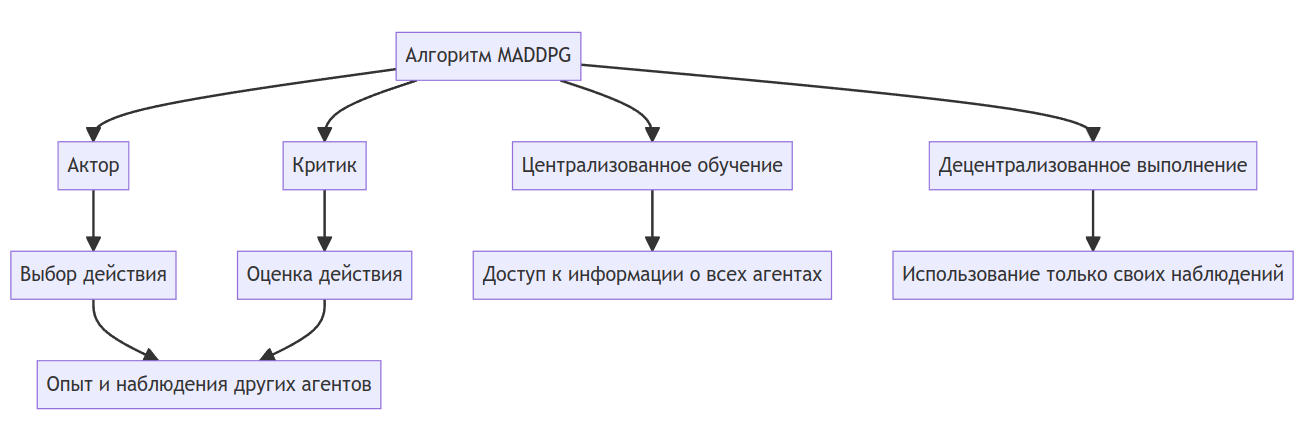 Алгоритм MADDPG
Актор
Критик
Централизованное обучение
Децентрализованное выполнение
Выбор действия
Оценка действия
Доступ к информации о всех агентах
Использование только своих наблюдений
Опыт и наблюдения других агентов